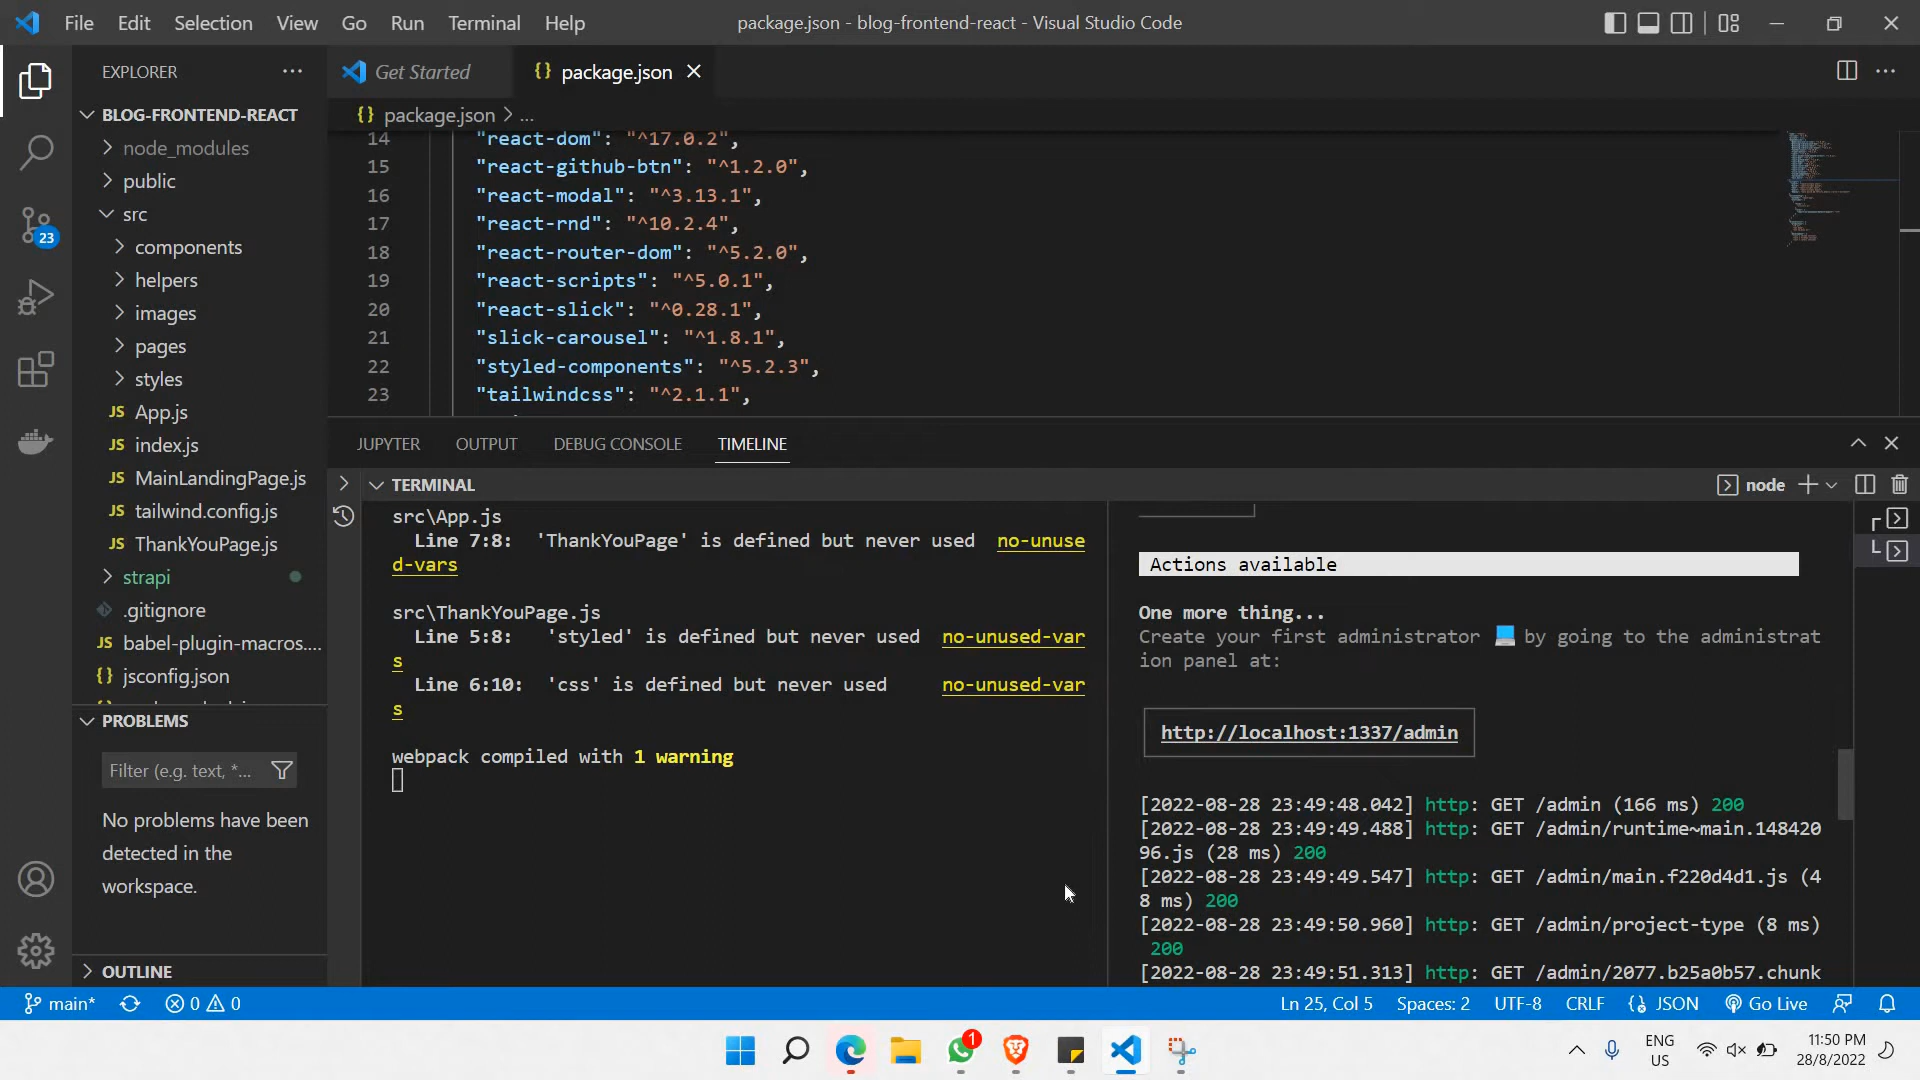 File Edit Selection View Go Run Terminal Help
package.json - blog-frontend-react - Visual Studio Code
EXPLORER
Get Started
{} package.json
BLOG-FRONTEND-REACT
{} package.json > ...
node_modules
public
src
components
helpers
images
pages
styles
JS App.js
JS index.js
JS MainLandingPage.js
JS tailwind.config.js
JS ThankYouPage.js
strapi
.gitignore
JS babel-plugin-macros....
{} jsconfig.json
23
PROBLEMS
Filter (e.g. text, *...
No problems have been
detected in the
workspace.
OUTLINE
14 "react-dom": "^17.0.2",
15 "react-github-btn": "^1.2.0",
16 "react-modal": "^3.13.1",
17 "react-rnd": "^10.2.4",
18 "react-router-dom": "^5.2.0",
19 "react-scripts": "^5.0.1",
20 "react-slick": "^0.28.1",
21 "slick-carousel": "^1.8.1",
22 "styled-components": "^5.2.3",
23 "tailwindcss": "^2.1.1",
JUPYTER OUTPUT DEBUG CONSOLE TIMELINE
TERMINAL
node
src\App.js
Line 7:8: 'ThankYouPage' is defined but never used no-unuse
d-vars
src\ThankYouPage.js
Line 5:8: 'styled' is defined but never used no-unused-var
s
Line 6:10: 'css' is defined but never used no-unused-var
s
webpack compiled with 1 warning
Actions available
One more thing...
Create your first administrator 💻 by going to the administrat
ion panel at:
http://localhost:1337/admin
[2022-08-28 23:49:48.042] http: GET /admin (166 ms) 200
[2022-08-28 23:49:49.488] http: GET /admin/runtime~main.148420
96.js (28 ms) 200
[2022-08-28 23:49:49.547] http: GET /admin/main.f220d4d1.js (4
8 ms) 200
[2022-08-28 23:49:50.960] http: GET /admin/project-type (8 ms)
200
[2022-08-28 23:49:51.313] http: GET /admin/2077.b25a0b57.chunk
main* 0 0
Ln 25, Col 5 Spaces: 2 UTF-8 CRLF {} JSON Go Live
1
ENG
US
11:50 PM
28/8/2022